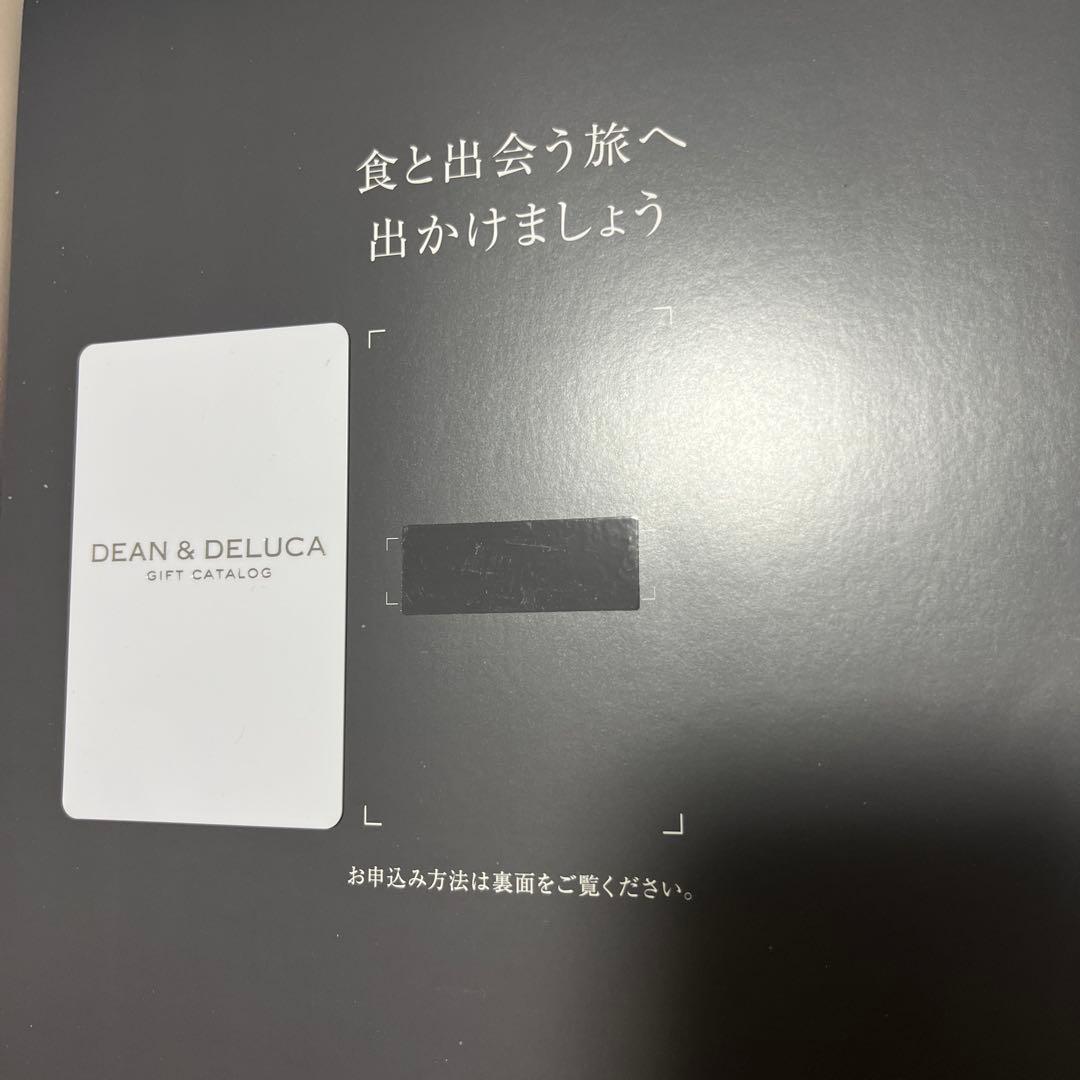 食と出会う旅へ
出かけましょう
DEAN & DELUCA
GIFT CATALOG
お申込み方法は裏面をご覧ください。